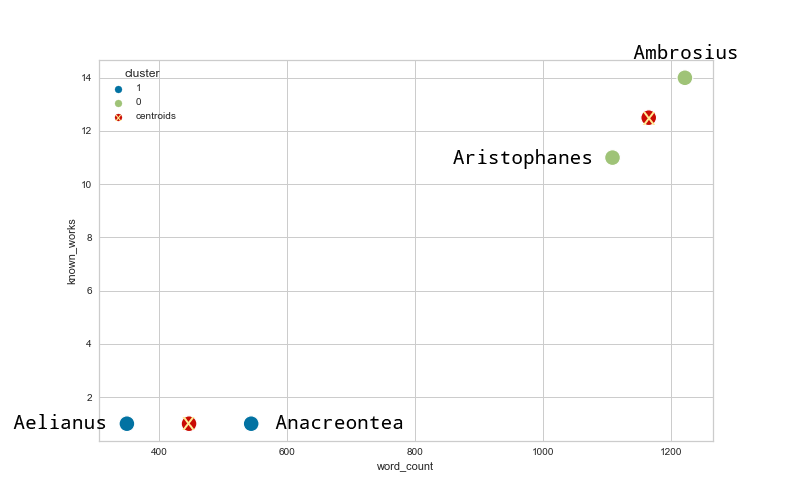 Ambrosius
cluster
1
0
centroids
14
12
Aristophanes
10
8
known_works
6
4
2
Aelianus
Anacreontea
400 600 800 1000 1200
word_count